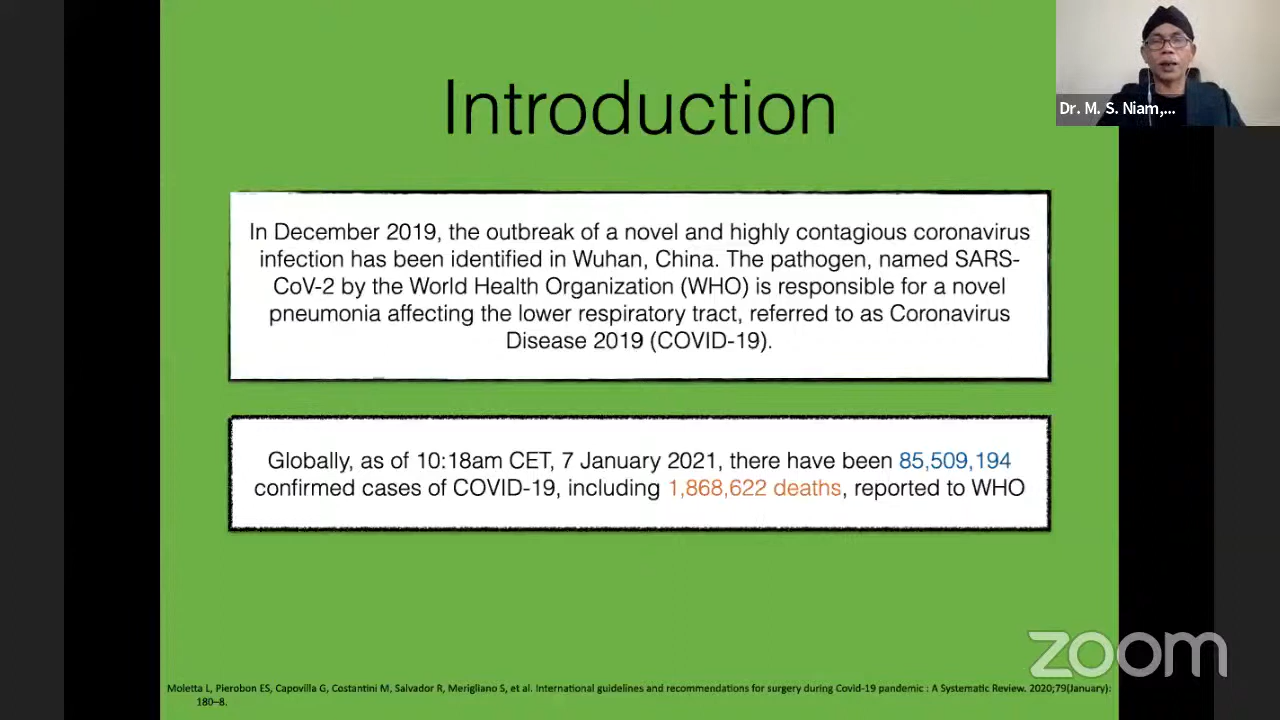 Introduction
Dr. M. S. Niam,...
In December 2019, the outbreak of a novel and highly contagious coronavirus
infection has been identified in Wuhan, China. The pathogen, named SARS-
CoV-2 by the World Health Organization (WHO) is responsible for a novel
pneumonia affecting the lower respiratory tract, referred to as Coronavirus
Disease 2019 (COVID-19).
Globally, as of 10:18am CET, 7 January 2021, there have been 85,509,194
confirmed cases of COVID-19, including 1,868,622 deaths, reported to WHO
zoom
Moletta L, Pierobon ES, Capovilla G, Costantini M, Salvador R, Merigliano S, et al. International guidelines and recommendations for surgery during Covid-19 pandemic : A Systematic Review. 2020;79(January):
180–8.